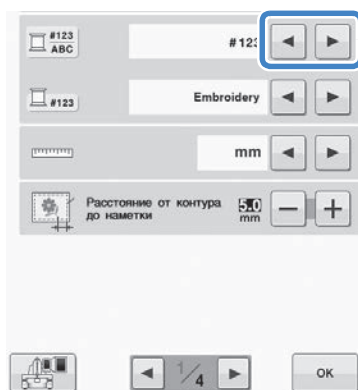 #123
ABC
#123
#123
Embroidery
mm
Расстояние от контура
до наметки
5.0
mm
1/4
OK